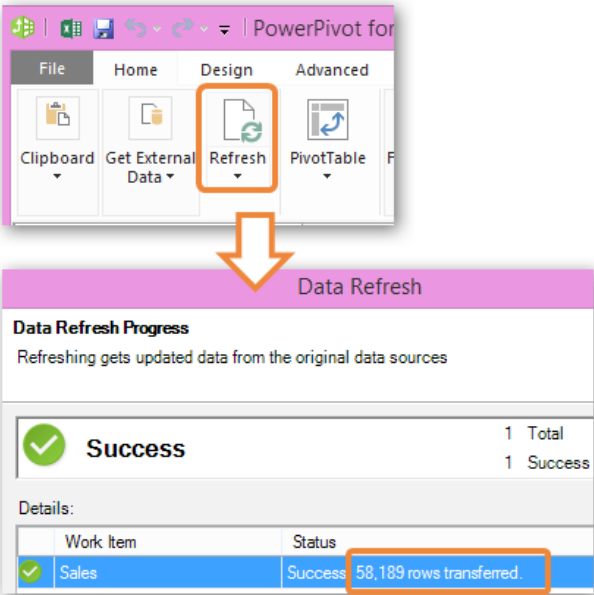 PowerPivot for
File Home Design Advanced
Clipboard Get External Data Refresh PivotTable
Data Refresh
Data Refresh Progress
Refreshing gets updated data from the original data sources
Success
1 Total
1 Success
Details:
Work Item Status
Sales Success. 58,189 rows transferred.